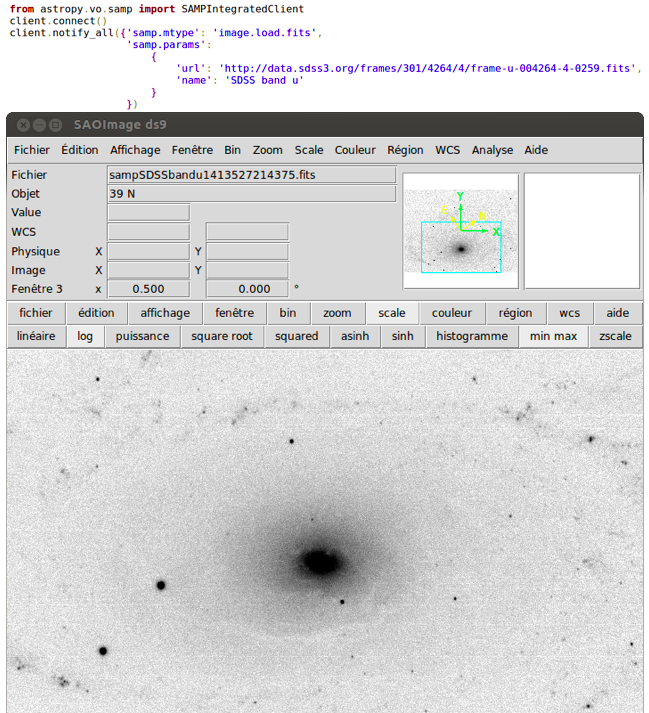 from astropy.vo.samp import SAMPIntegratedClient
client.connect()
client.notify_all({'samp.mtype': 'image.load.fits',
'samp.params':
{
'url': 'http://data.sdss3.org/frames/301/4264/4/frame-u-004264-4-0259.fits',
'name': 'SDSS band u'
}
})
SAOImage ds9
Fichier Édition Affichage Fenêtre Bin Zoom Scale Couleur Région WCS Analyse Aide
Fichier sampSDSSbandu1413527214375.fits
Objet 39 N
Value
WCS
Physique X Y
Image X Y
Fenêtre 3 x 0.500 0.000 °
Y
E N
X
fichier édition affichage fenêtre bin zoom scale couleur région wcs aide
linéaire log puissance square root squared asinh sinh histogramme min max zscale